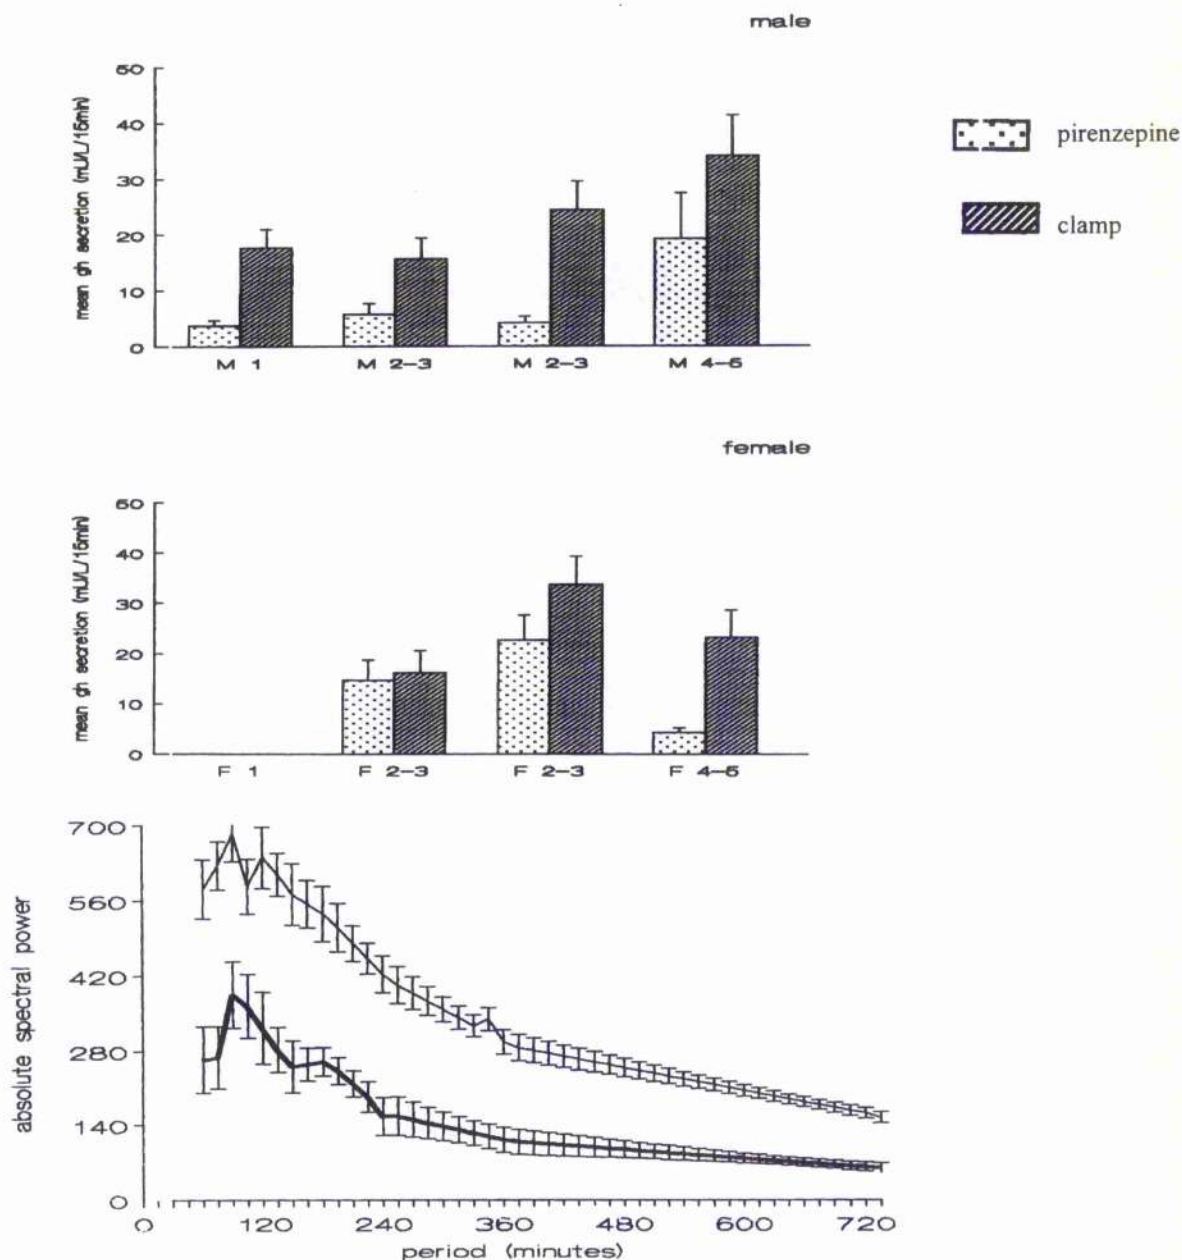 male
50
40
30
20
10
0
mean gh secretion (mU/L/15min)
M 1
M 2-3
M 2-3
M 4-5
pirenzepine
clamp
female
50
40
30
20
10
0
mean gh secretion (mU/L/15min)
F 1
F 2-3
F 2-3
F 4-5
700
560
420
280
140
0
absolute spectral power
0
120
240
360
480
600
720
period (minutes)